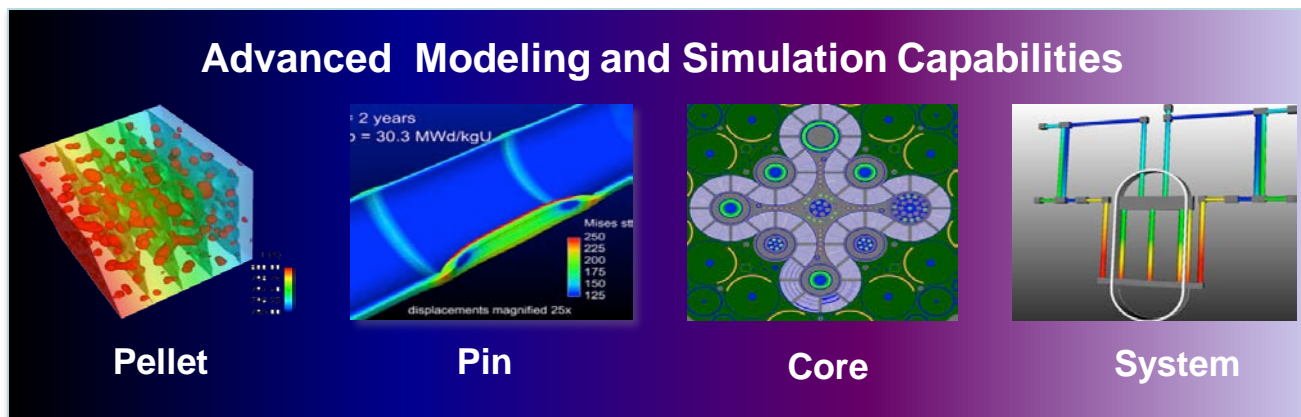 Advanced Modeling and Simulation Capabilities
= 2 years
= 30.3 MWd/kgU
Mises
250
225
200
175
150
125
displacements magnified 25x
Pellet
Pin
Core
System